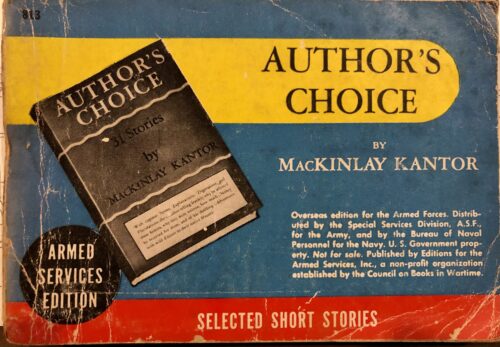 813
AUTHOR'S
CHOICE
BY
MACKINLAY KANTOR
AUTHOR'S
CHOICE
31 Stories
by
MACKINLAY KANTOR
Overseas edition for the Armed Forces. Distrib-
uted by the Special Services Division, A.S.F.,
for the Army, and by the Bureau of Naval
Personnel for the Navy. U. S. Government prop-
erty. Not for sale. Published by Editions for the
Armed Services, Inc., a non-profit organization
established by the Council on Books in Wartime.
ARMED
SERVICES
EDITION
SELECTED SHORT STORIES